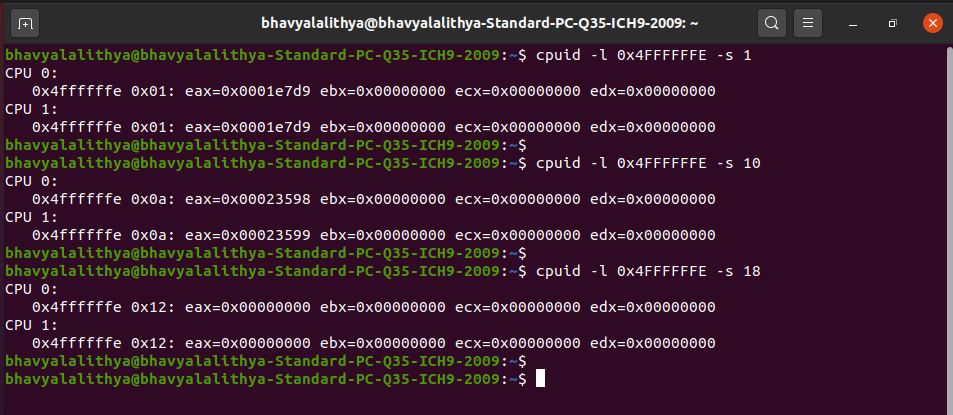 bhavyalalithya@bhavyalalithya-Standard-PC-Q35-ICH9-2009: ~
bhavyalalithya@bhavyalalithya-Standard-PC-Q35-ICH9-2009:~$ cpuid -l 0x4FFFFFFE -s 1
CPU 0:
   0x4ffffffe 0x01: eax=0x0001e7d9 ebx=0x00000000 ecx=0x00000000 edx=0x00000000
CPU 1:
   0x4ffffffe 0x01: eax=0x0001e7d9 ebx=0x00000000 ecx=0x00000000 edx=0x00000000
bhavyalalithya@bhavyalalithya-Standard-PC-Q35-ICH9-2009:~$
bhavyalalithya@bhavyalalithya-Standard-PC-Q35-ICH9-2009:~$ cpuid -l 0x4FFFFFFE -s 10
CPU 0:
   0x4ffffffe 0x0a: eax=0x00023598 ebx=0x00000000 ecx=0x00000000 edx=0x00000000
CPU 1:
   0x4ffffffe 0x0a: eax=0x00023599 ebx=0x00000000 ecx=0x00000000 edx=0x00000000
bhavyalalithya@bhavyalalithya-Standard-PC-Q35-ICH9-2009:~$
bhavyalalithya@bhavyalalithya-Standard-PC-Q35-ICH9-2009:~$ cpuid -l 0x4FFFFFFE -s 18
CPU 0:
   0x4ffffffe 0x12: eax=0x00000000 ebx=0x00000000 ecx=0x00000000 edx=0x00000000
CPU 1:
   0x4ffffffe 0x12: eax=0x00000000 ebx=0x00000000 ecx=0x00000000 edx=0x00000000
bhavyalalithya@bhavyalalithya-Standard-PC-Q35-ICH9-2009:~$
bhavyalalithya@bhavyalalithya-Standard-PC-Q35-ICH9-2009:~$